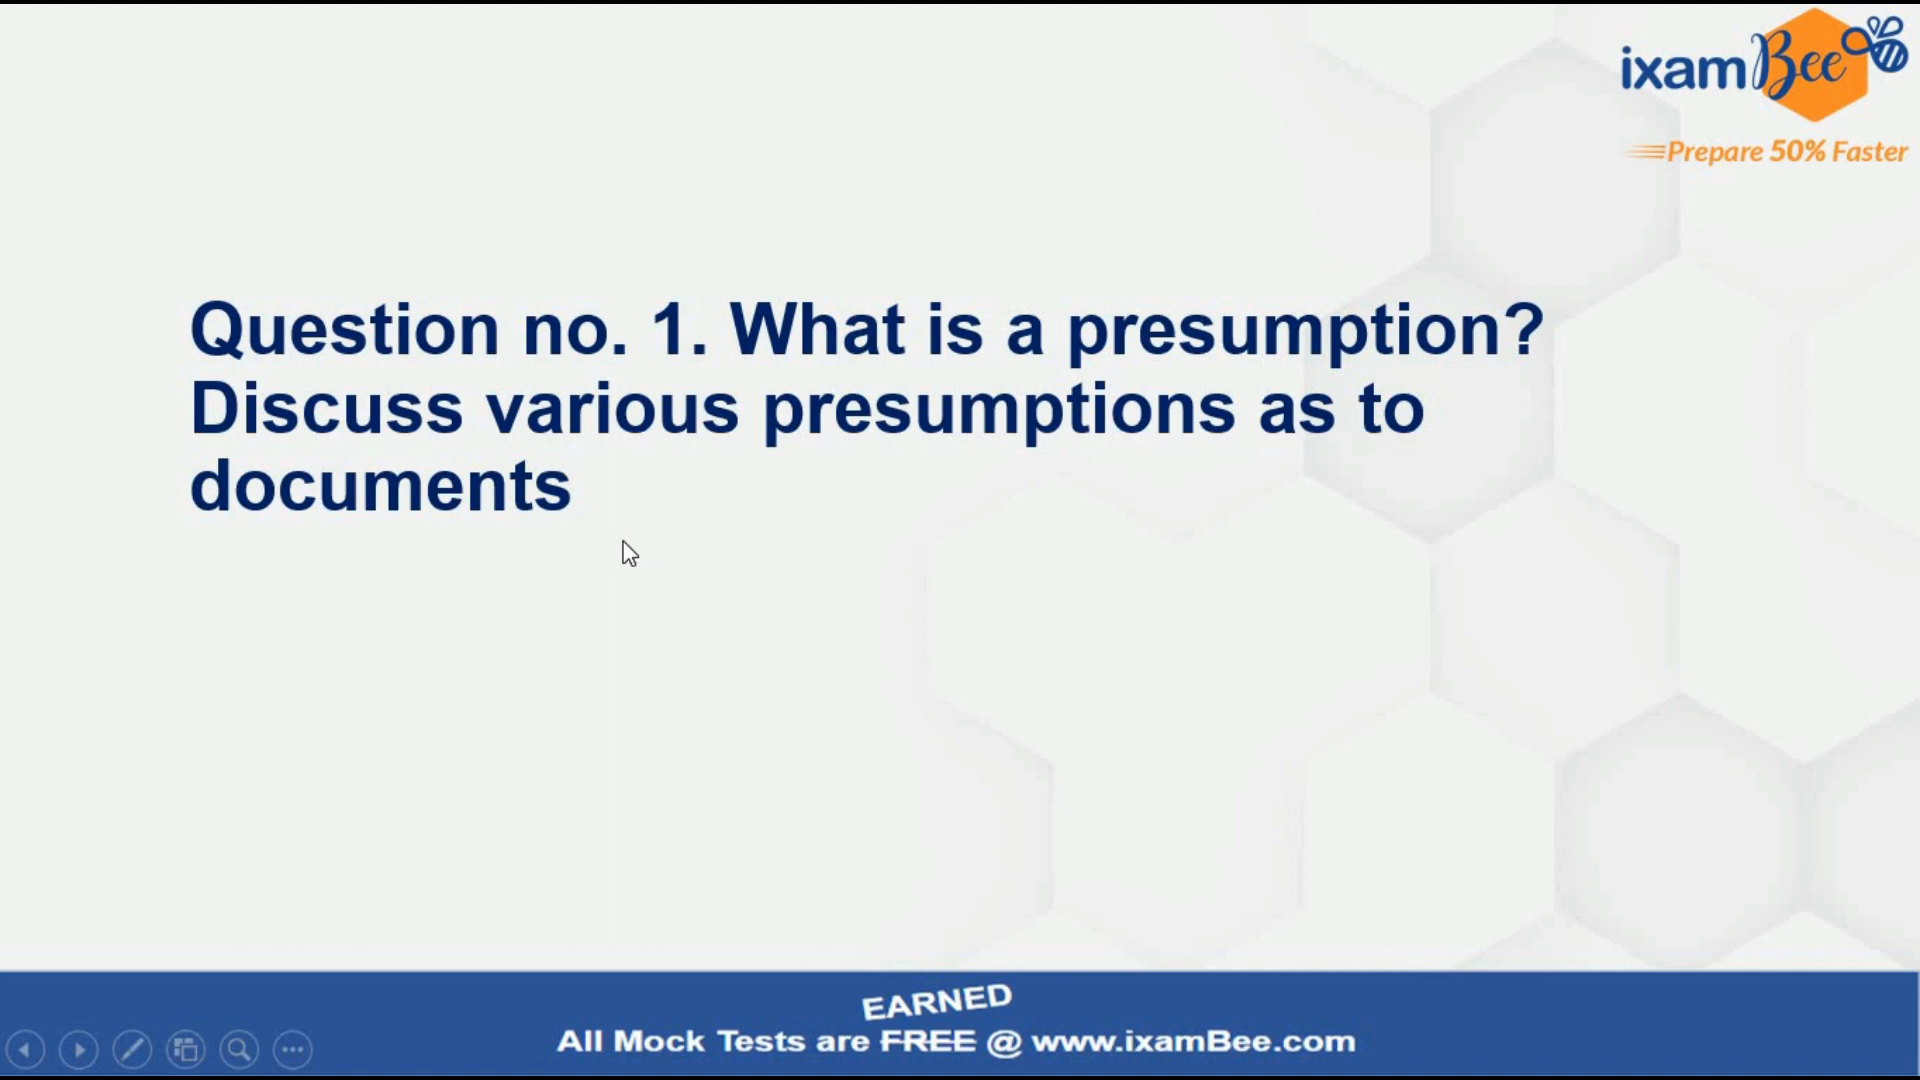 ixamBee
Prepare 50% Faster
Question no. 1. What is a presumption?
Discuss various presumptions as to
documents
EARNED
All Mock Tests are FREE @ www.ixamBee.com